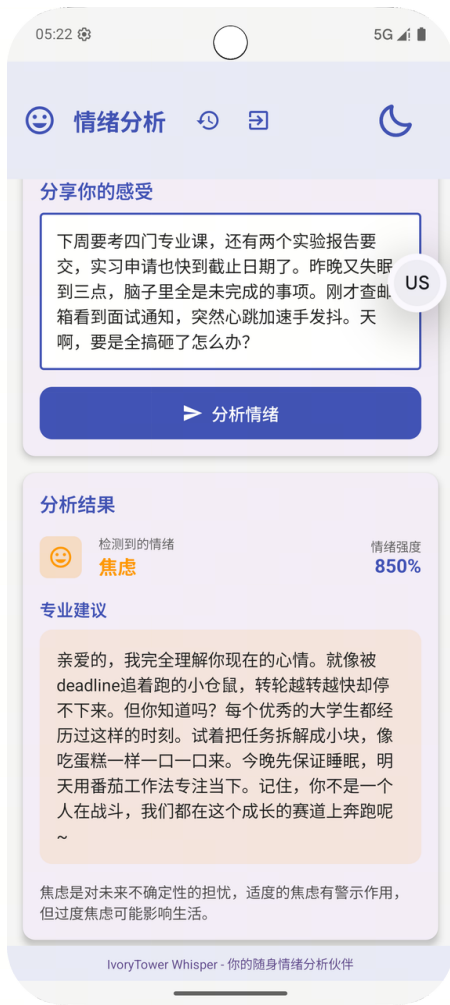 05:22
5G
情绪分析
分享你的感受
下周要考四门专业课，还有两个实验报告要
交，实习申请也快到截止日期了。昨晚又失眠
到三点，脑子里全是未完成的事项。刚才查邮
箱看到面试通知，突然心跳加速手发抖。天
啊，要是全搞砸了怎么办？
US
分析情绪
分析结果
检测到的情绪
焦虑
情绪强度
850%
专业建议
亲爱的，我完全理解你现在的心情。就像被
deadline追着跑的小仓鼠，转轮越转越快却停
不下来。但你知道吗？每个优秀的大学生都经
历过这样的时刻。试着把任务拆解成小块，像
吃蛋糕一样一口一口来。今晚先保证睡眠，明
天用番茄工作法专注当下。记住，你不是一个
人在战斗，我们都在这个成长的赛道上奔跑呢
~
焦虑是对未来不确定性的担忧，适度的焦虑有警示作用，
但过度焦虑可能影响生活。
IvoryTower Whisper - 你的随身情绪分析伙伴